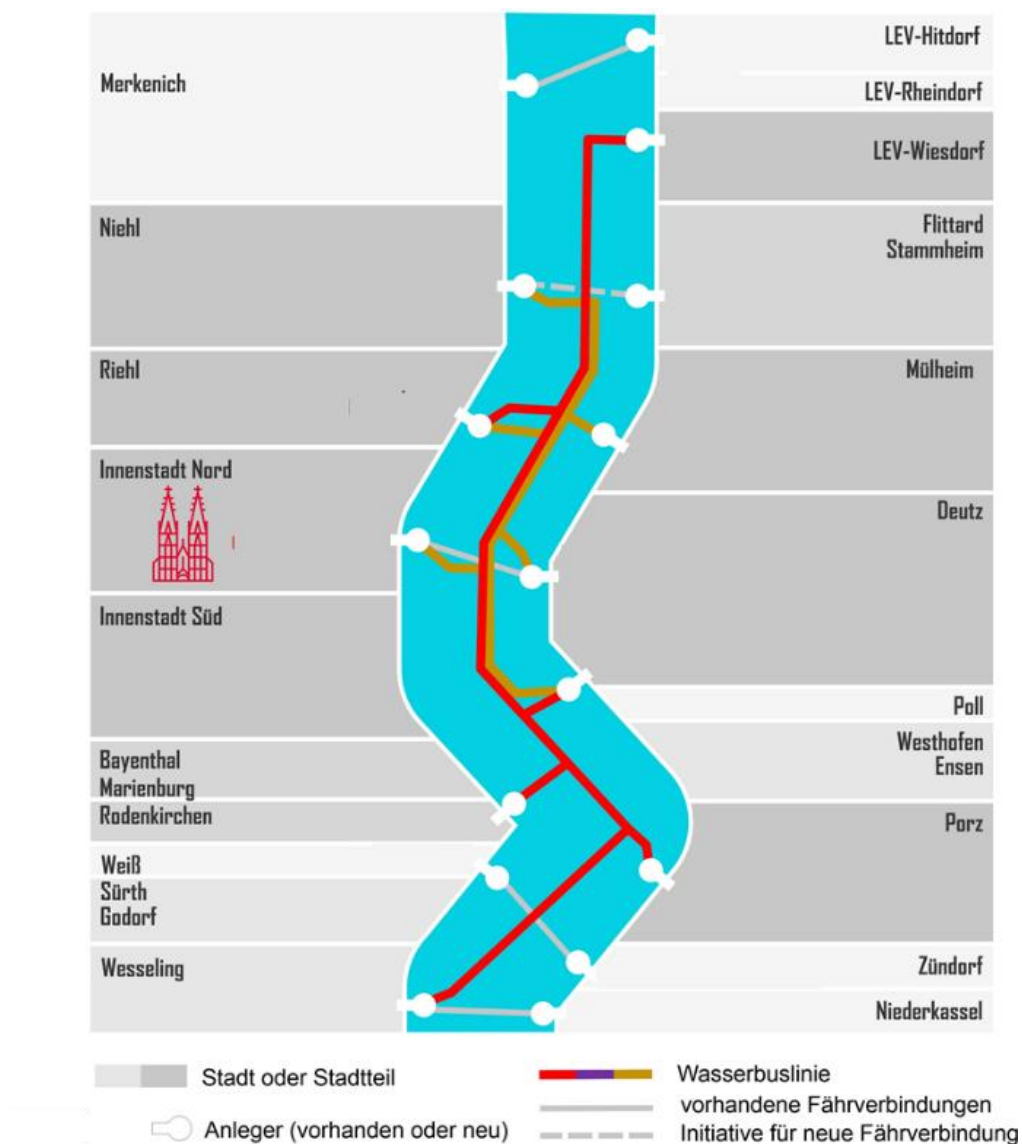 Merkenich
Niehl
Riehl
Innenstadt Nord
Innenstadt Süd
Bayenthal
Marienburg
Rodenkirchen
Weiß
Sürth
Godorf
Wesseling
LEV-Hitdorf
LEV-Rheindorf
LEV-Wiesdorf
Flittard
Stammheim
Mülheim
Deutz
Poll
Westhofen
Ensen
Porz
Zündorf
Niederkassel
Stadt oder Stadtteil
Anleger (vorhanden oder neu)
Wasserbuslinie
vorhandene Fährverbindungen
Initiative für neue Fährverbindung